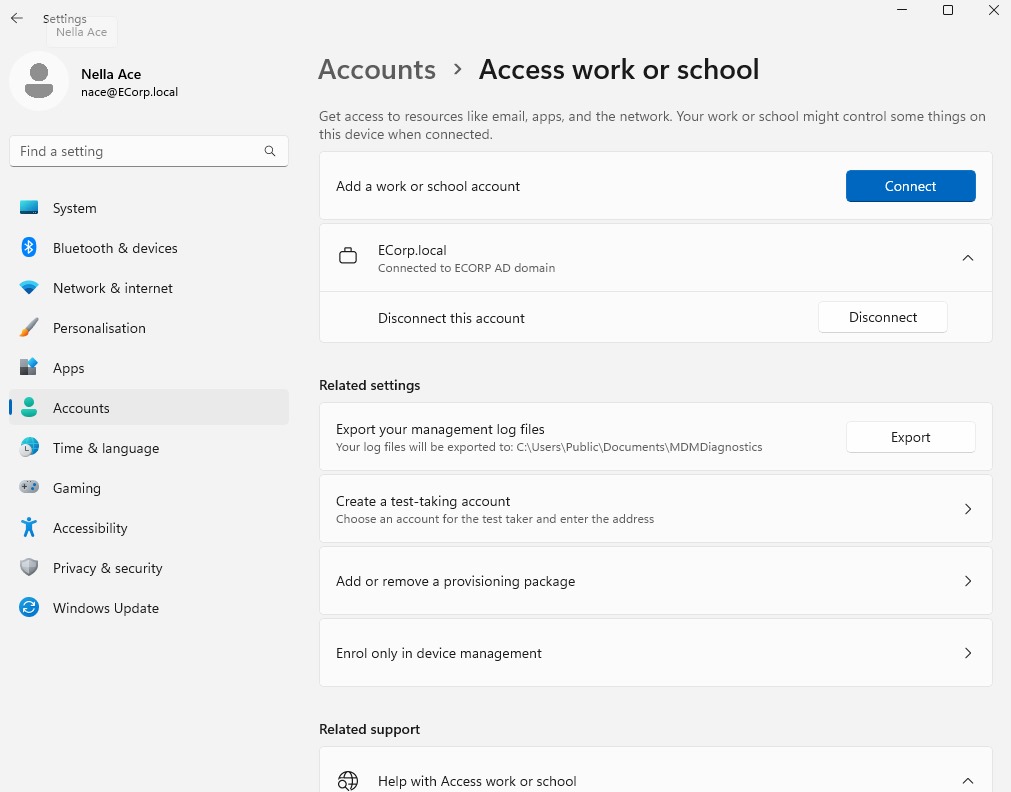 Settings
Nella Ace
Nella Ace
nace@ECorp.local
Find a setting
System
Bluetooth & devices
Network & internet
Personalisation
Apps
Accounts
Time & language
Gaming
Accessibility
Privacy & security
Windows Update
Accounts > Access work or school
Get access to resources like email, apps, and the network. Your work or school might control some things on
this device when connected.
Add a work or school account
Connect
ECorp.local
Connected to ECORP AD domain
Disconnect this account
Disconnect
Related settings
Export your management log files
Your log files will be exported to: C:\Users\Public\Documents\MDMDiagnostics
Export
Create a test-taking account
Choose an account for the test taker and enter the address
Add or remove a provisioning package
Enrol only in device management
Related support
Help with Access work or school